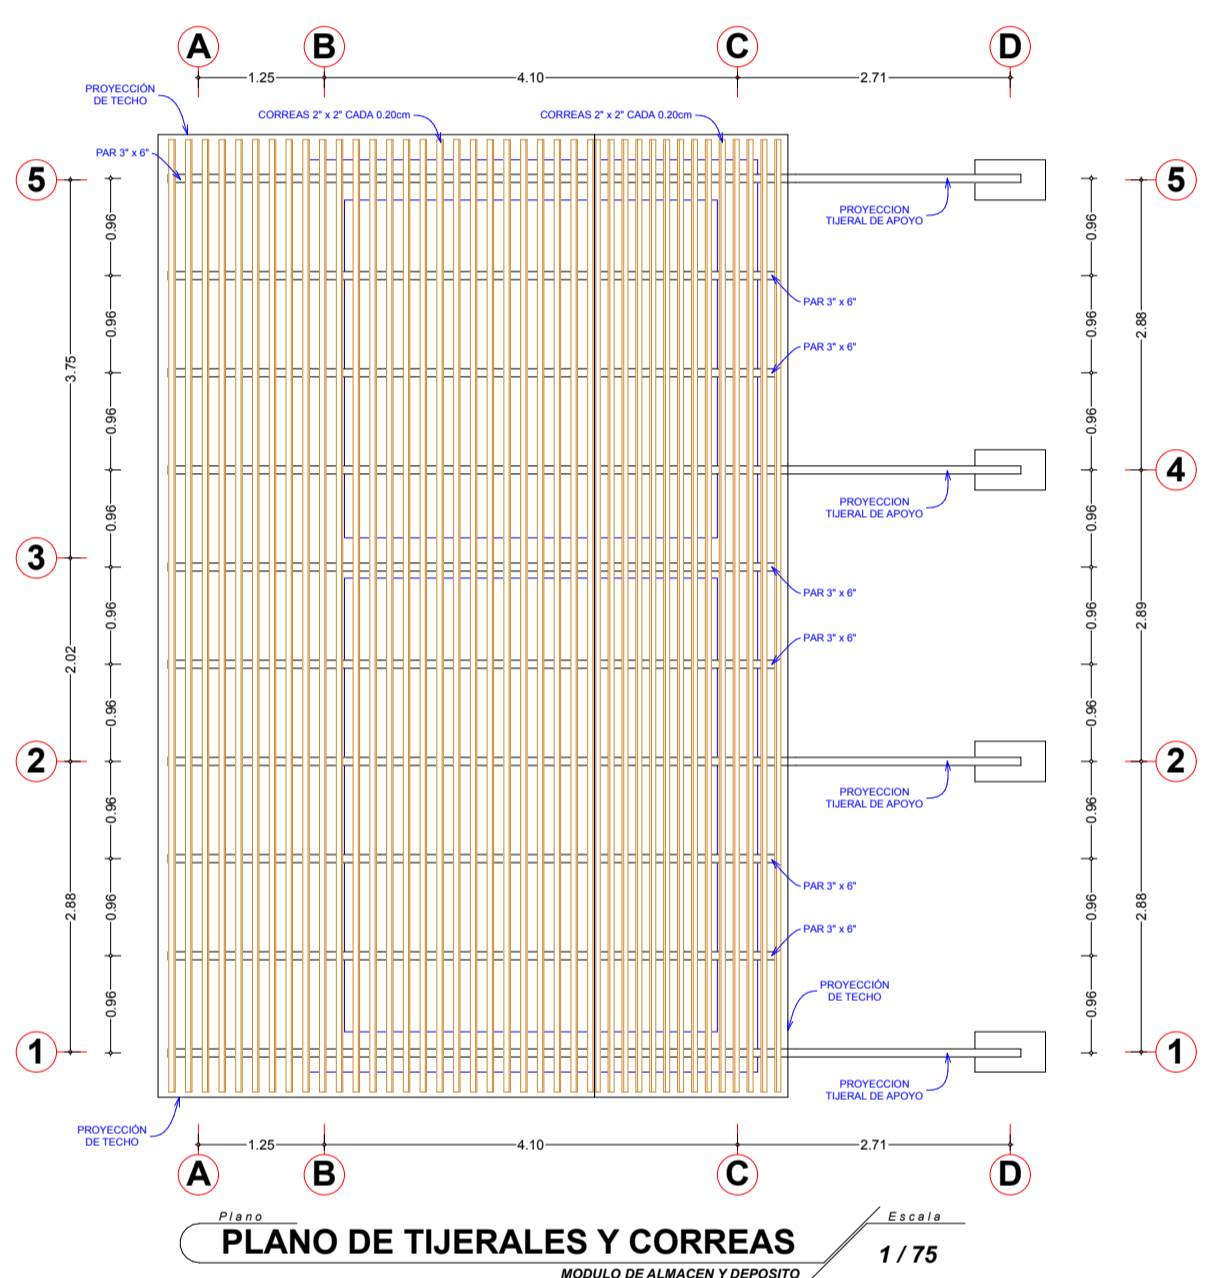 A
B
C
D
1.25
4.10
2.71
PROYECCIÓN
DE TECHO
CORREAS 2" x 2" CADA 0.20cm
CORREAS 2" x 2" CADA 0.20cm
PAR 3" x 6"
5
5
PROYECCION
TIJERAL DE APOYO
0.96
0.96
PAR 3" x 6"
0.96
0.96
2.88
PAR 3" x 6"
3.75
0.96
0.96
4
PROYECCION
TIJERAL DE APOYO
0.96
0.96
3
PAR 3" x 6"
0.96
0.96
2.89
PAR 3" x 6"
2.02
0.96
0.96
2
2
PROYECCION
TIJERAL DE APOYO
0.96
0.96
PAR 3" x 6"
2.88
0.96
0.96
2.88
PAR 3" x 6"
PROYECCIÓN
DE TECHO
0.96
0.96
1
1
PROYECCION
TIJERAL DE APOYO
PROYECCIÓN
DE TECHO
1.25
4.10
2.71
A
B
C
D
Plano
Escala
PLANO DE TIJERALES Y CORREAS
1 / 75
MODULO DE ALMACEN Y DEPOSITO